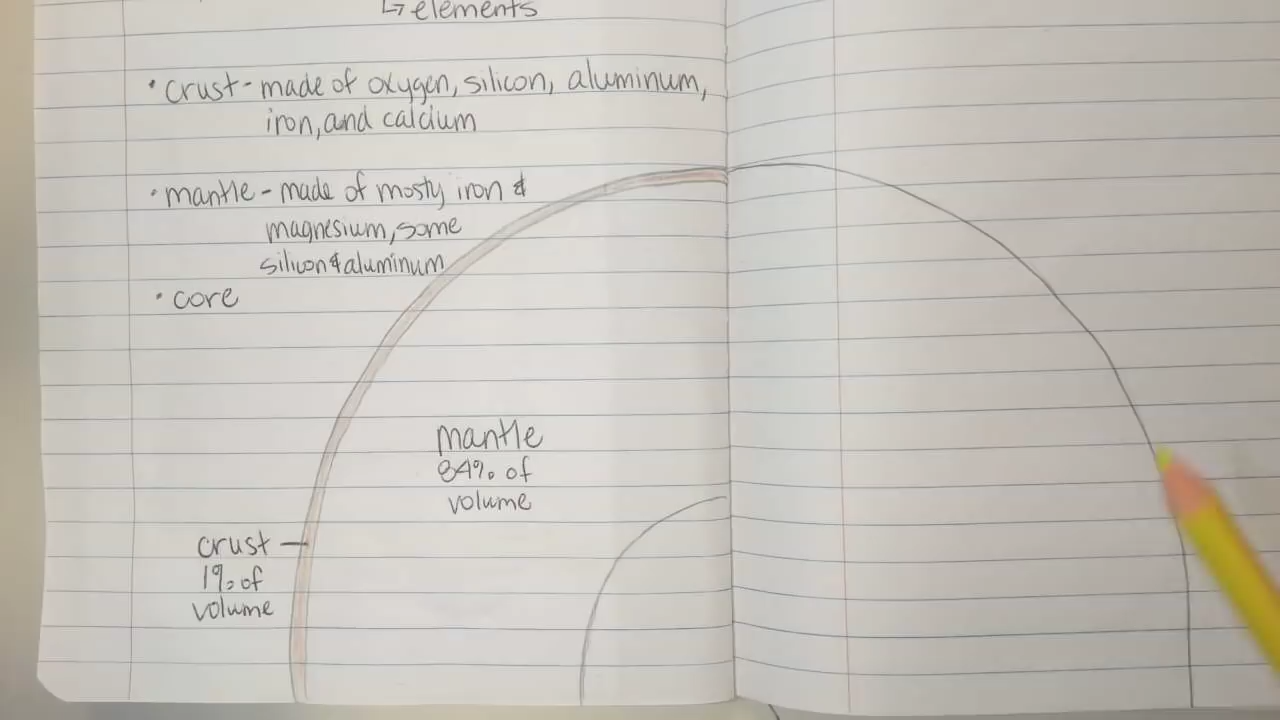 ↳ elements
• crust - made of oxygen, silicon, aluminum,
iron, and calcium
• mantle - made of mosty iron &
magnesium, some
silicon & aluminum
• core
mantle
84% of
volume
crust
1% of
volume